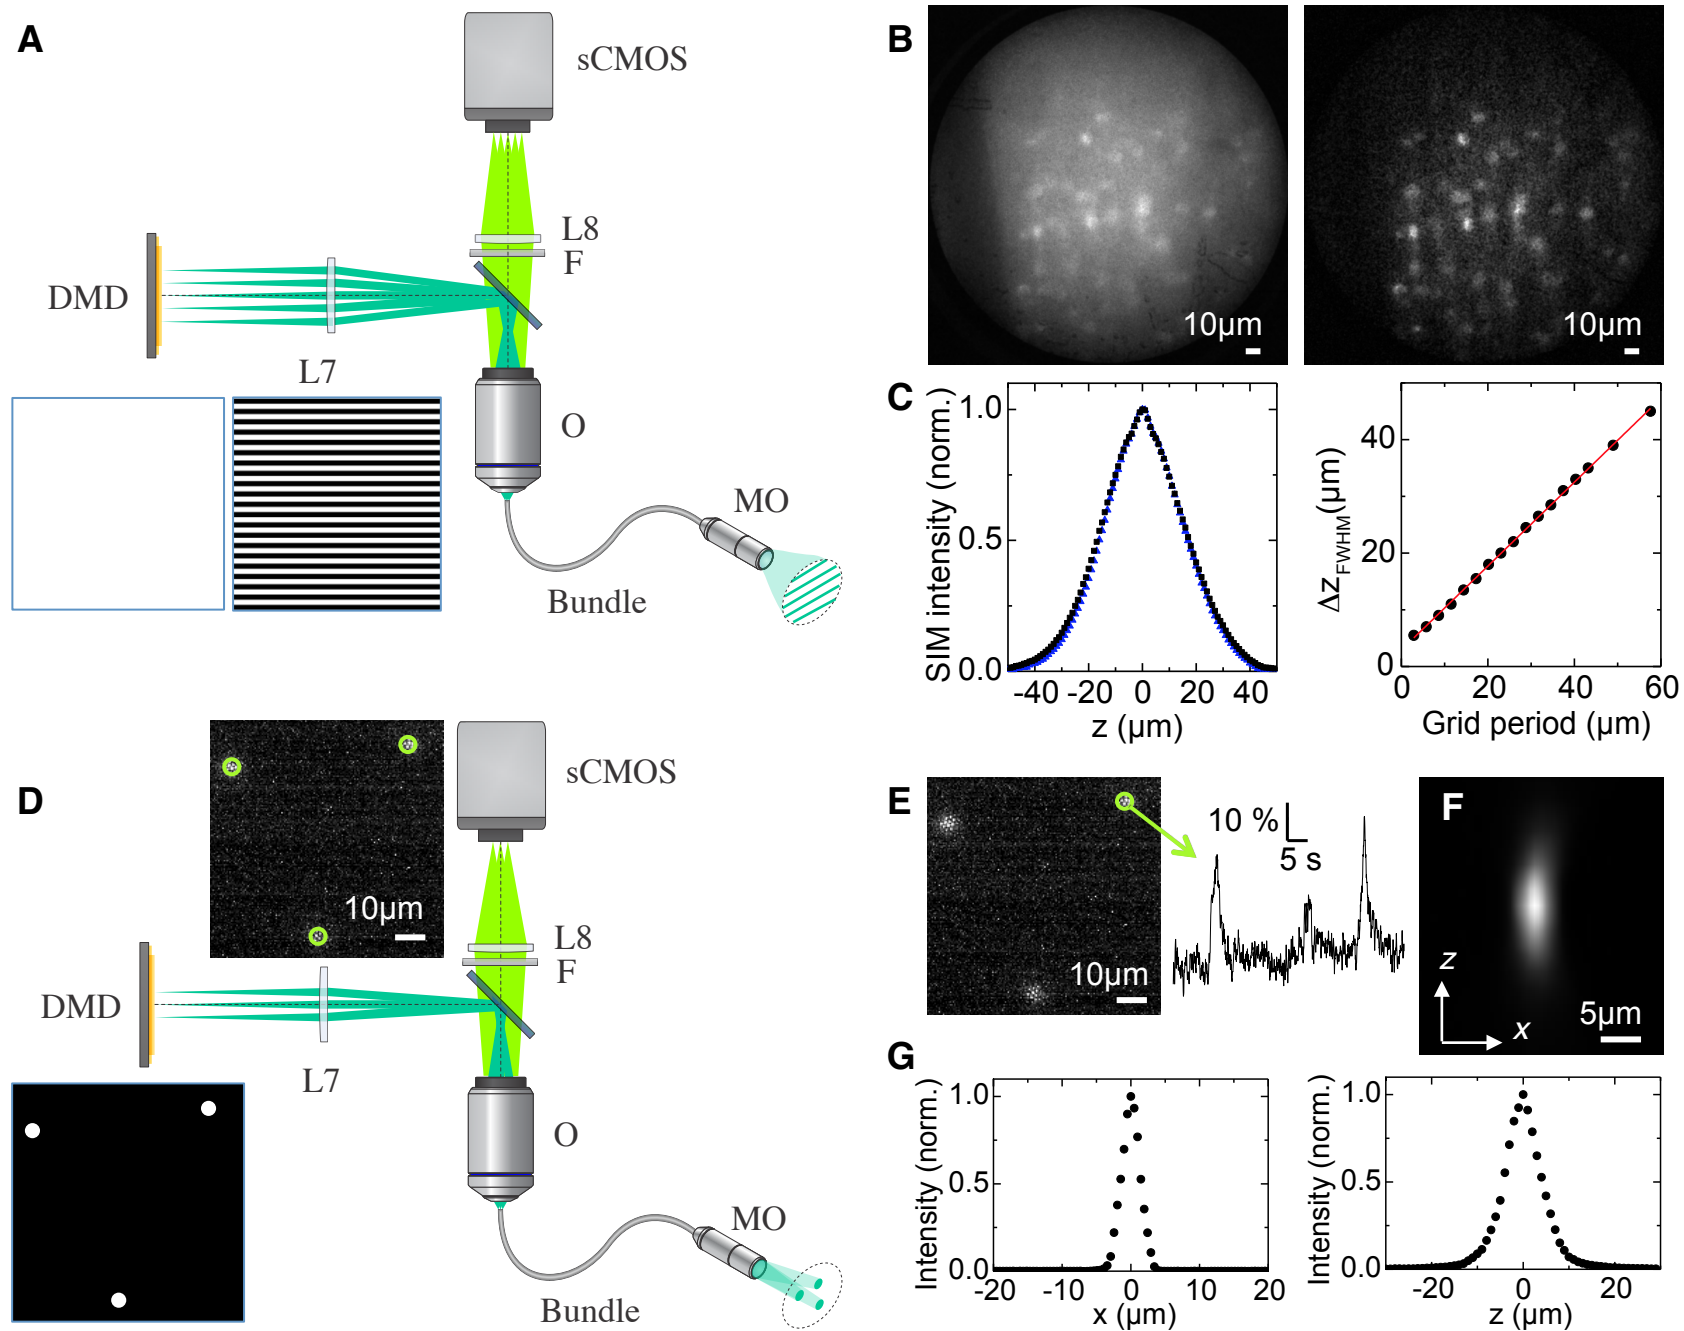 A
sCMOS
L8
F
DMD
L7
O
MO
Bundle
B
10µm
10µm
C
SIM intensity (norm.)
1.0
0.5
0.0
-40 -20 0 20 40
z (µm)
ΔzFWHM(µm)
40
20
0
0 20 40 60
Grid period (µm)
D
10µm
sCMOS
L8
F
DMD
L7
O
MO
Bundle
E
10µm
10 %
5 s
F
z
x
5µm
G
Intensity (norm.)
1.0
0.5
0.0
-20 -10 0 10 20
x (µm)
Intensity (norm.)
1.0
0.5
0.0
-20 0 20
z (µm)